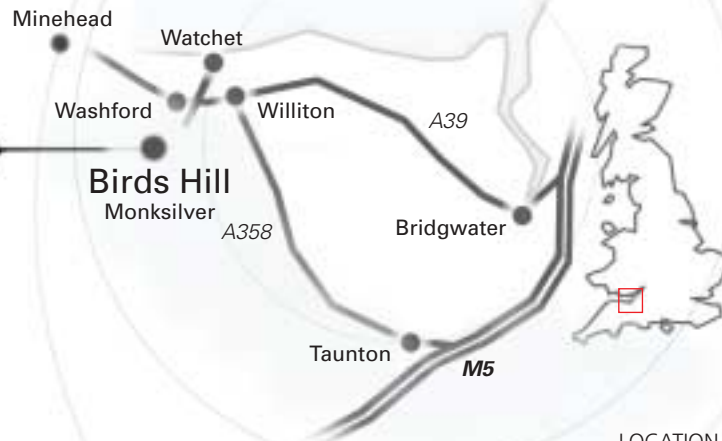 Minehead
Watchet
Washford
Williton
A39
Birds Hill
Monksilver
A358
Bridgwater
Taunton
M5
LOCATION